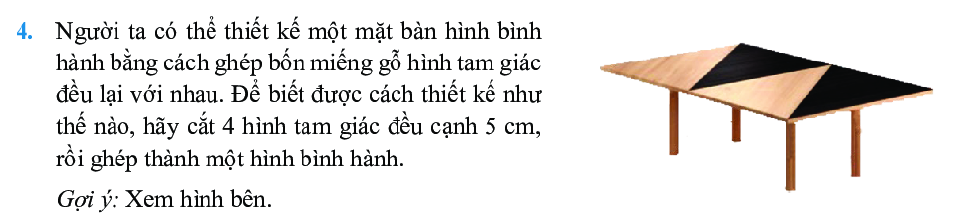 4. Người ta có thể thiết kế một mặt bàn hình bình
hành bằng cách ghép bốn miếng gỗ hình tam giác
đều lại với nhau. Để biết được cách thiết kế như
thế nào, hãy cắt 4 hình tam giác đều cạnh 5 cm,
rồi ghép thành một hình bình hành.
Gợi ý: Xem hình bên.